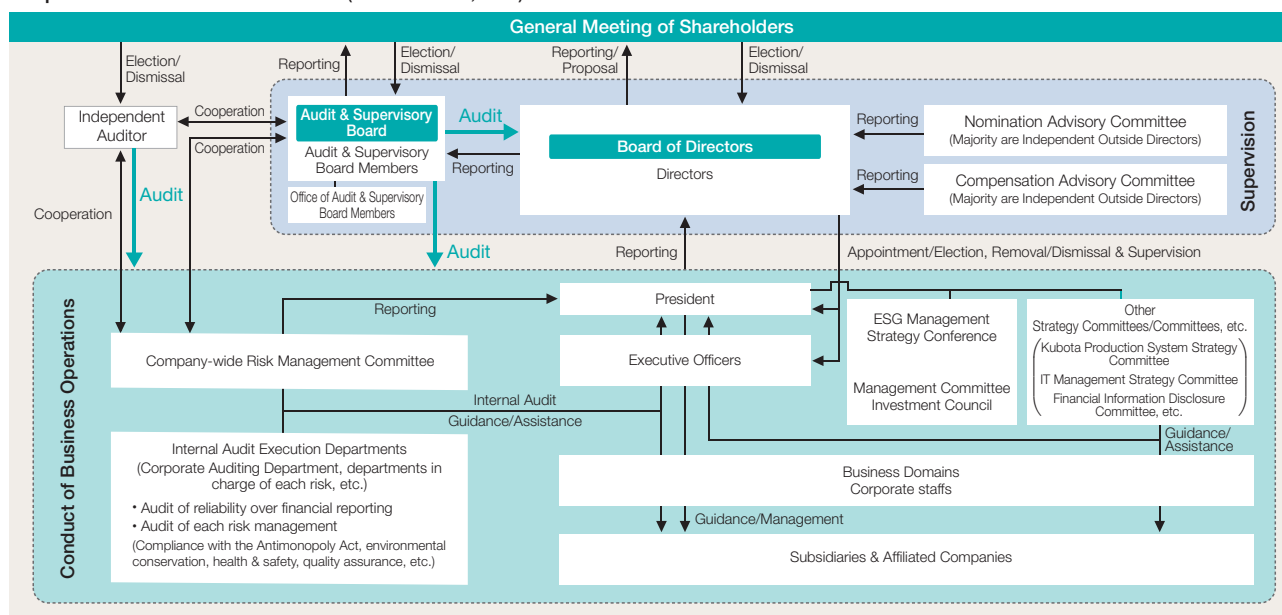 General Meeting of Shareholders
Election/
Dismissal
Reporting
Election/
Dismissal
Reporting/
Proposal
Election/
Dismissal
Independent
Auditor
Cooperation
Cooperation
Audit & Supervisory
Board
Audit & Supervisory
Board Members
Office of Audit & Supervisory
Board Members
Audit
Reporting
Board of Directors
Directors
Reporting
Nomination Advisory Committee
(Majority are Independent Outside Directors)
Reporting
Compensation Advisory Committee
(Majority are Independent Outside Directors)
Supervision
Cooperation
Audit
Audit
Reporting
Appointment/Election, Removal/Dismissal & Supervision
Conduct of Business Operations
Reporting
President
Company-wide Risk Management Committee
Executive Officers
ESG Management
Strategy Conference
Management Committee
Investment Council
Other
Strategy Committees/Committees, etc.
(Kubota Production System Strategy
Committee
IT Management Strategy Committee
Financial Information Disclosure
Committee, etc.)
Internal Audit
Guidance/Assistance
Guidance/
Assistance
Internal Audit Execution Departments
(Corporate Auditing Department, departments in
charge of each risk, etc.)
• Audit of reliability over financial reporting
• Audit of each risk management
(Compliance with the Antimonopoly Act, environmental
conservation, health & safety, quality assurance, etc.)
Business Domains
Corporate staffs
Guidance/Management
Subsidiaries & Affiliated Companies